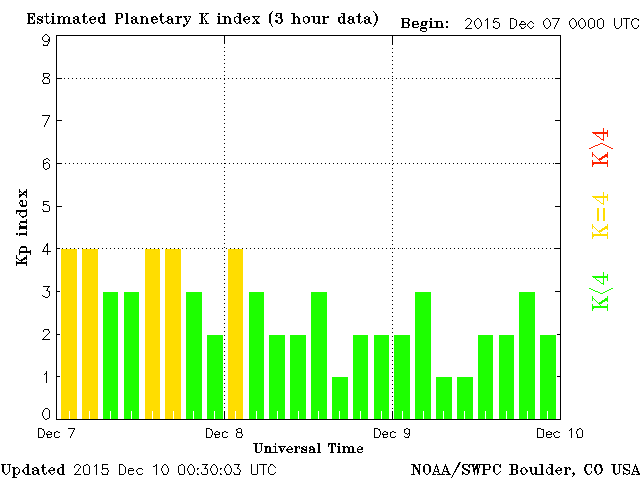 Estimated Planetary K index (3 hour data) Begin: 2015 Dec 07 0000 UTC
9
8
7
6
5
4
3
2
1
0
Kp index
K>4
K=4
K<4
Dec 7 Dec 8 Dec 9 Dec 10
Universal Time
Updated 2015 Dec 10 00:30:03 UTC NOAA/SWPC Boulder, CO USA